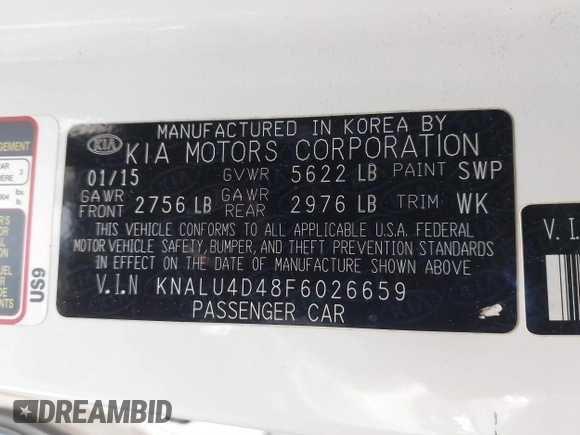 MANUFACTURED IN KOREA BY
KIA KIA MOTORS CORPORATION
01/15 GVWR 5622 LB PAINT SWP
GAWR FRONT 2756 LB GAWR REAR 2976 LB TRIM WK
THIS VEHICLE CONFORMS TO ALL APPLICABLE U.S.A. FEDERAL
MOTOR VEHICLE SAFETY, BUMPER, AND THEFT PREVENTION STANDARDS
IN EFFECT ON THE DATE OF MANUFACTURE SHOWN ABOVE.
V.I.N KNALU4D48F6026659
PASSENGER CAR
US9
V. I
DREAMBID